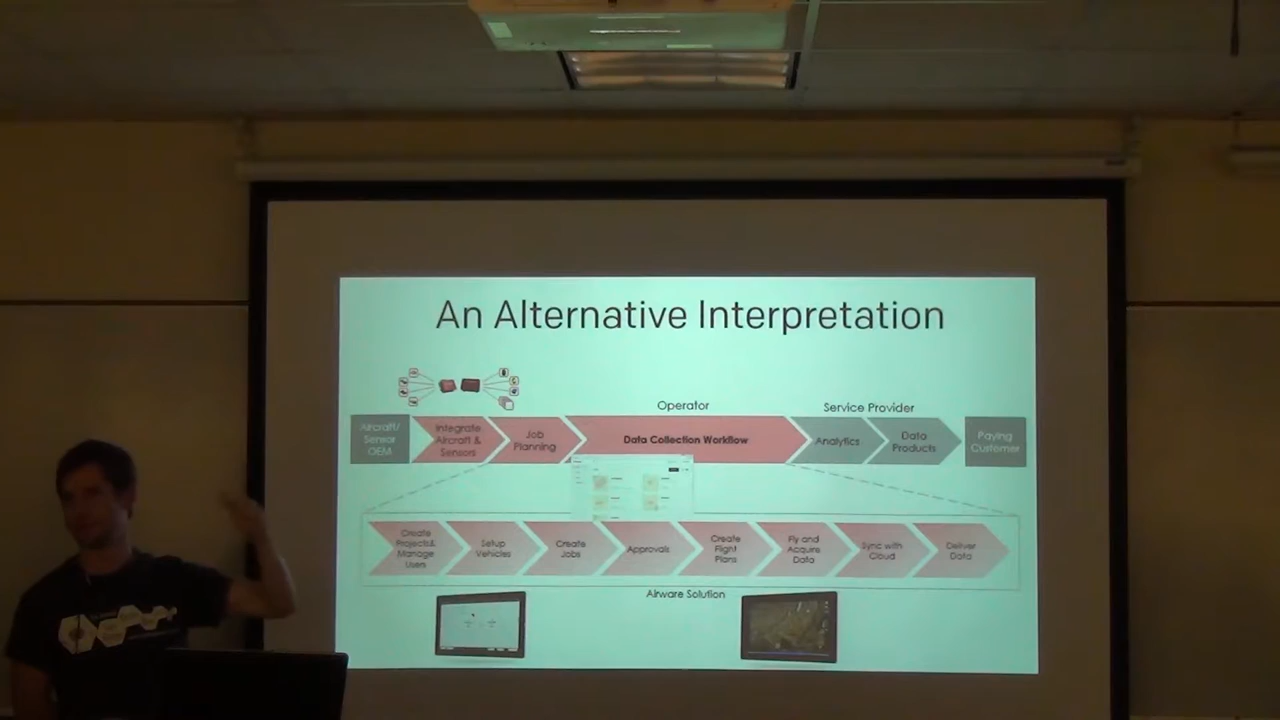 An Alternative Interpretation
Operator
Service Provider
Aircraft/
Sensor
OEM
Integrate
Aircraft &
Sensors
Job
Planning
Data Collection Workflow
Analytics
Data
Products
Paying
Customer
Create
Projects&
Manage
Users
Setup
Vehicles
Create
Jobs
Approvals
Create
Flight
Plans
Fly and
Acquire
Data
Sync with
Cloud
Deliver
Data
Airware Solution